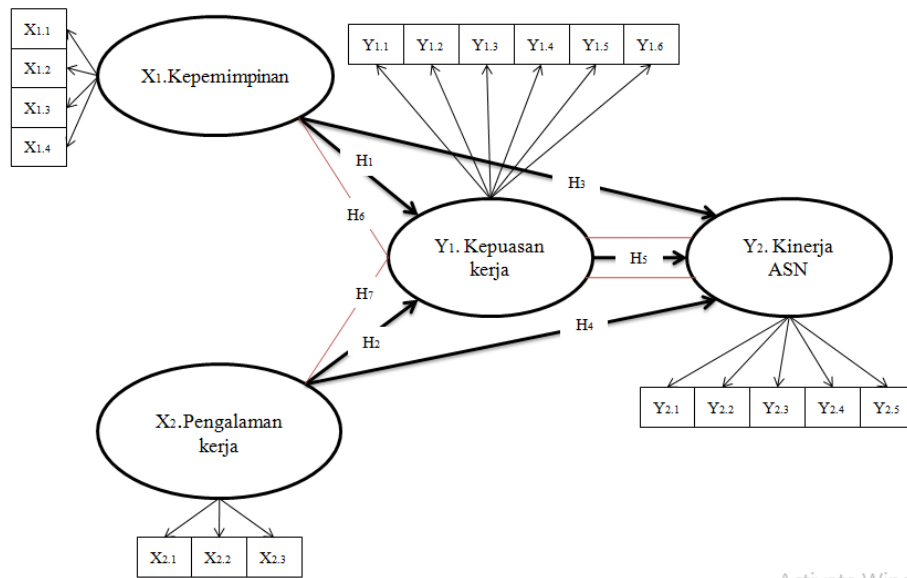 X1.1
X1.2
X1.3
X1.4
X1.Kepemimpinan
Y1.1 Y1.2 Y1.3 Y1.4 Y1.5 Y1.6
H1
H3
H6
Y1. Kepuasan
kerja
H5
Y2. Kinerja
ASN
H7
H2
H4
X2.Pengalaman
kerja
Y2.1 Y2.2 Y2.3 Y2.4 Y2.5
X2.1 X2.2 X2.3